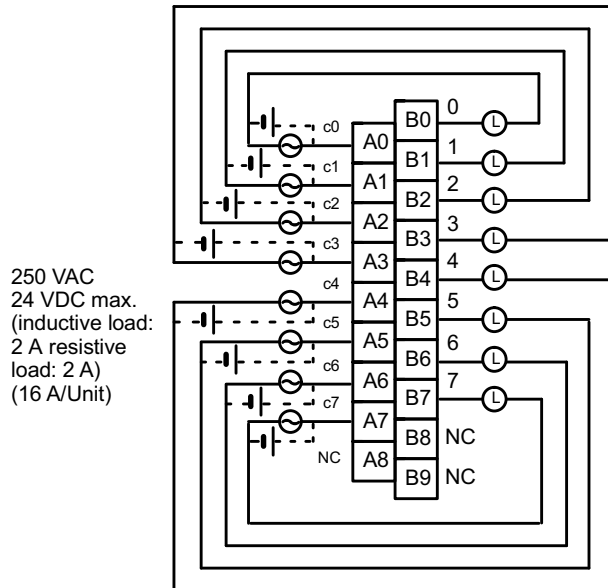 c0
c1
c2
c3
c4
c5
c6
c7
NC
A0
A1
A2
A3
A4
A5
A6
A7
A8
B0
B1
B2
B3
B4
B5
B6
B7
B8
B9
0
1
2
3
4
5
6
7
NC
NC
L
L
L
L
L
L
L
L
250 VAC
24 VDC max.
(inductive load:
2 A resistive
load: 2 A)
(16 A/Unit)